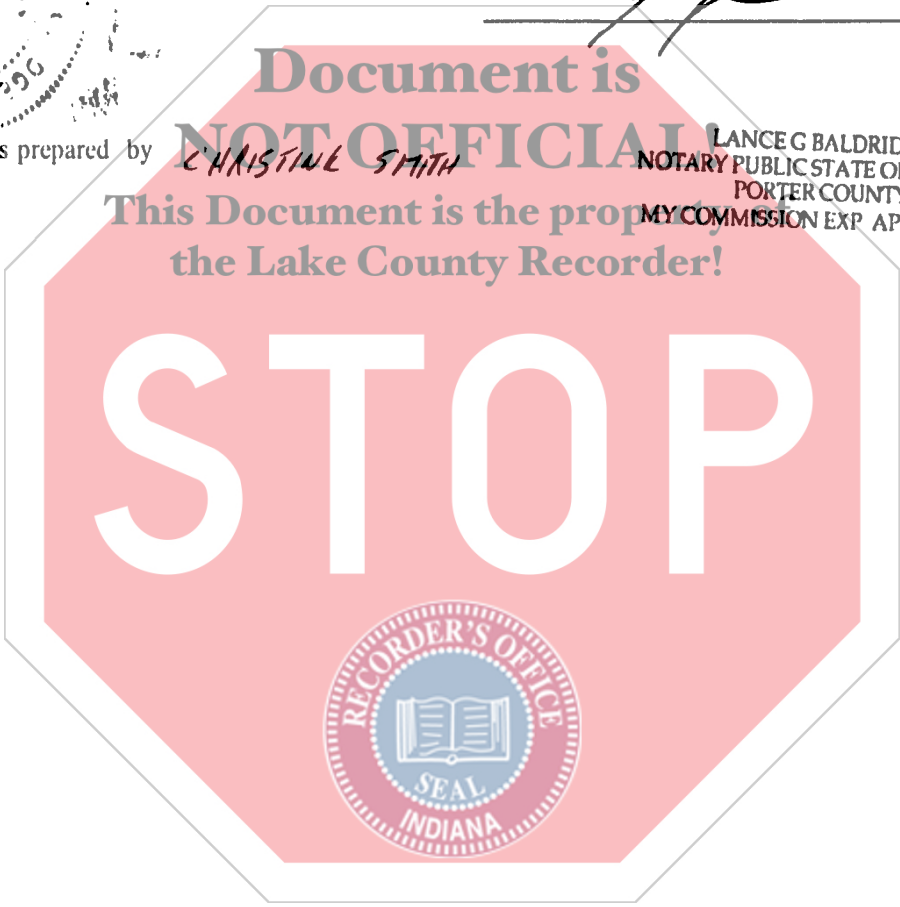 Document is
s prepared by CHRISTINE SMITH
NOT OFFICIAL!
LANCE G BALDRID
NOTARY PUBLIC STATE O
PORTER COUNTY
MY COMMISSION EXP AP
This Document is the property of
the Lake County Recorder!
STOP
RECORDER'S OFFICE
SEAL
INDIANA